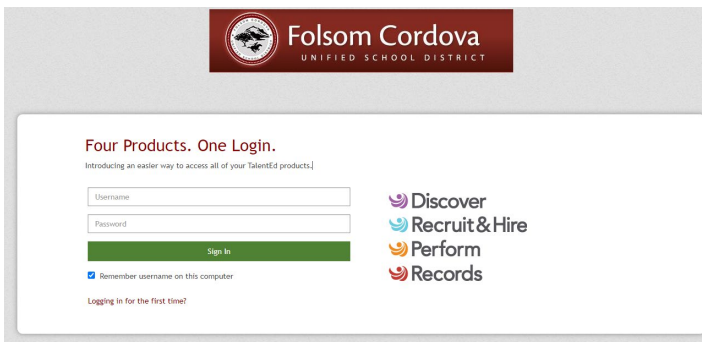 Folsom Cordova
UNIFIED SCHOOL DISTRICT
Four Products. One Login.
Introducing an easier way to access all of your TalentEd products.
Username
Password
Sign In
Remember username on this computer
Logging in for the first time?
Discover
Recruit & Hire
Perform
Records